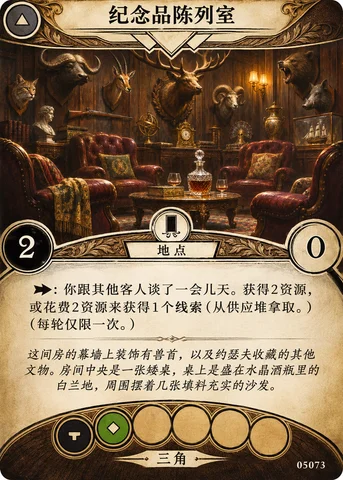 纪念品陈列室
2
地点
0
：你跟其他客人谈了一会几天。获得2资源，
或花费2资源来获得1个线索（从供应堆拿取。）
（每轮仅限一次。）
这间房的幕墙上装饰有兽首，以及约瑟夫收藏的其他
文物。房间中央是一张矮桌，桌上是盛在水晶酒瓶里的
白兰地，周围摆着几张填料充实的沙发。
三角
05073